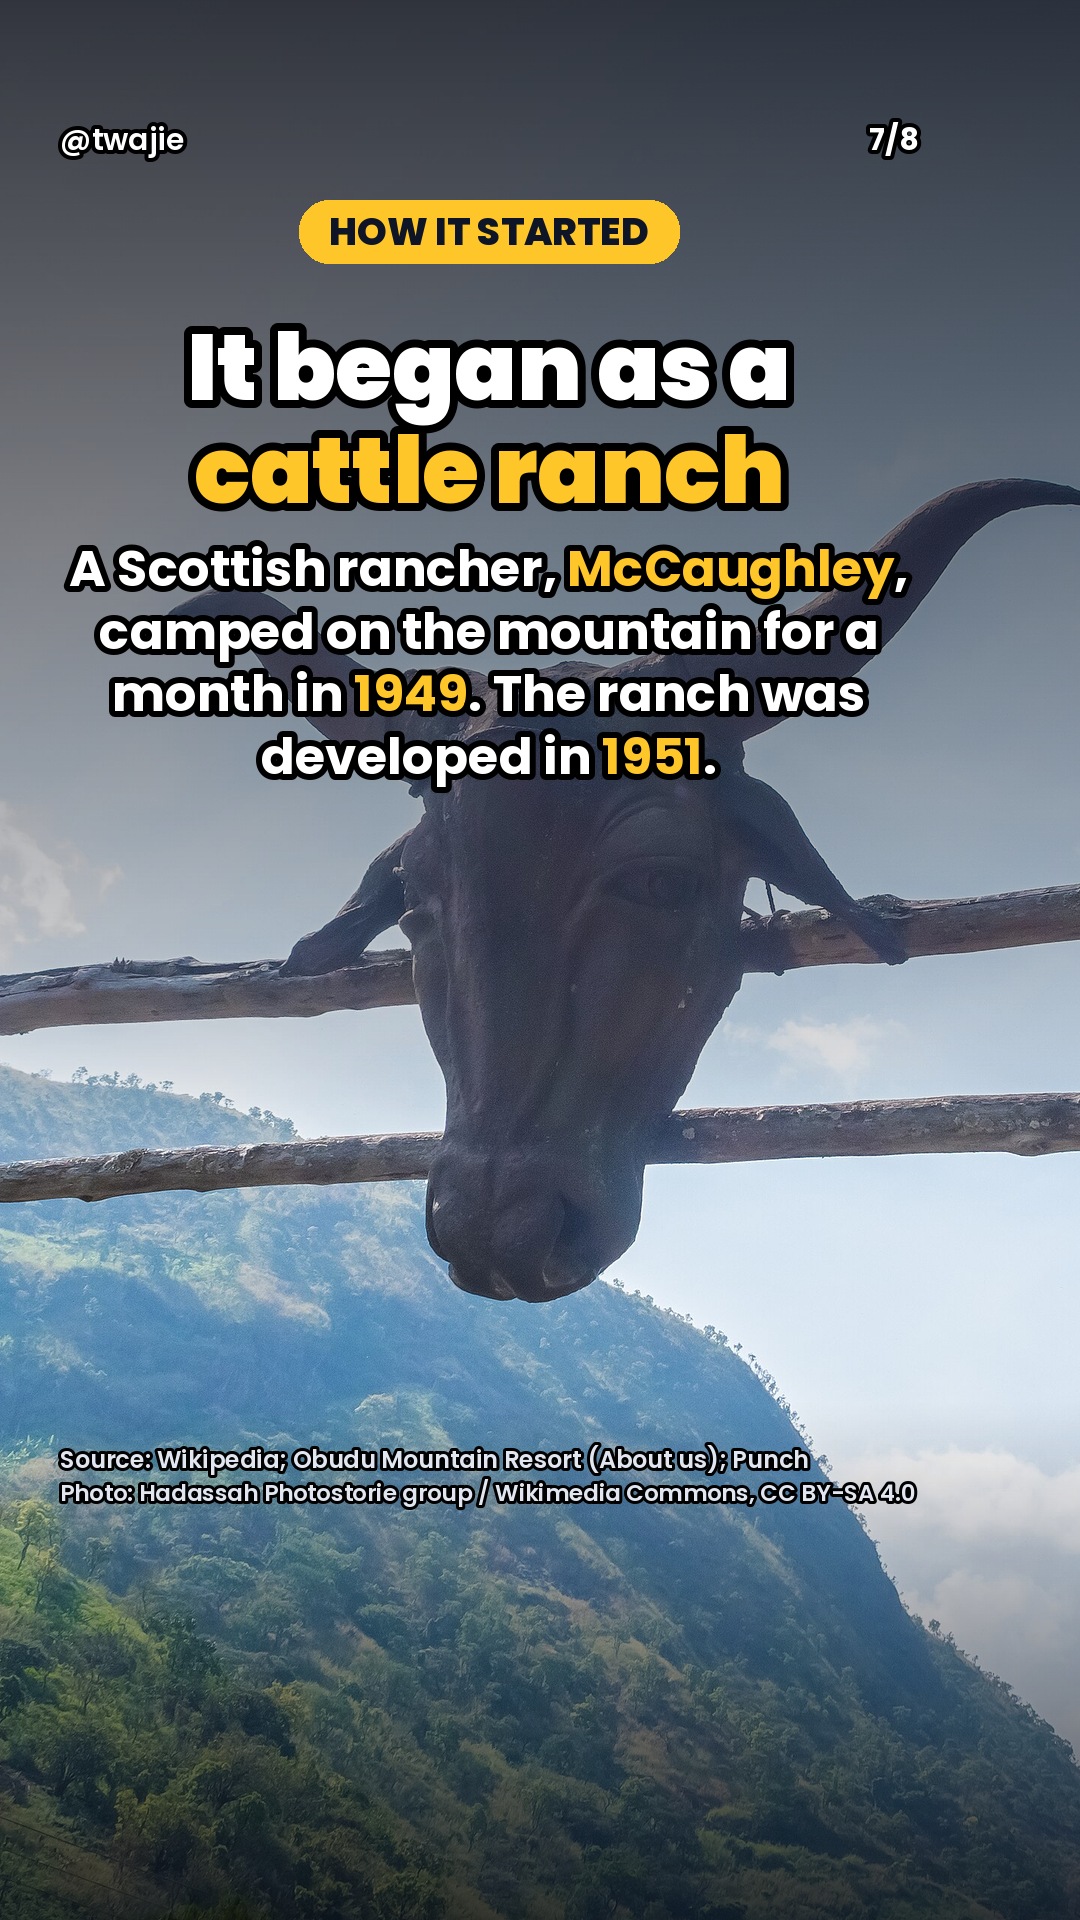 @twajie
7/8
HOW IT STARTED
It began as a
cattle ranch
A Scottish rancher, McCaughley,
camped on the mountain for a
month in 1949. The ranch was
developed in 1951.
Source: Wikipedia; Obudu Mountain Resort (About us); Punch
Photo: Hadassah Photostorie group / Wikimedia Commons, CC BY-SA 4.0